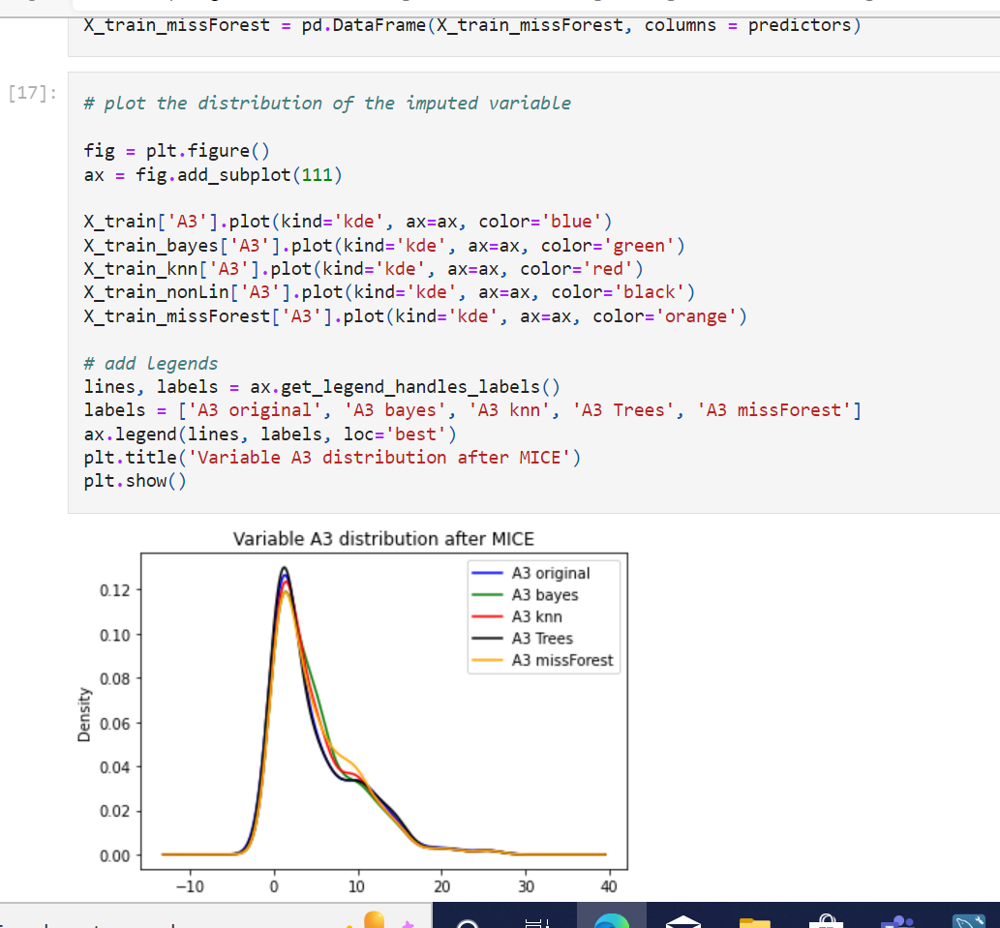 X_train_missForest = pd.DataFrame(X_train_missForest, columns = predictors)
[17]:
# plot the distribution of the imputed variable
fig = plt.figure()
ax = fig.add_subplot(111)
X_train['A3'].plot(kind='kde', ax=ax, color='blue')
X_train_bayes['A3'].plot(kind='kde', ax=ax, color='green')
X_train_knn['A3'].plot(kind='kde', ax=ax, color='red')
X_train_nonLin['A3'].plot(kind='kde', ax=ax, color='black')
X_train_missForest['A3'].plot(kind='kde', ax=ax, color='orange')
# add legends
lines, labels = ax.get_legend_handles_labels()
labels = ['A3 original', 'A3 bayes', 'A3 knn', 'A3 Trees', 'A3 missForest']
ax.legend(lines, labels, loc='best')
plt.title('Variable A3 distribution after MICE')
plt.show()
Variable A3 distribution after MICE
A3 original
A3 bayes
A3 knn
A3 Trees
A3 missForest
Density
0.12
0.10
0.08
0.06
0.04
0.02
0.00
−10 0 10 20 30 40